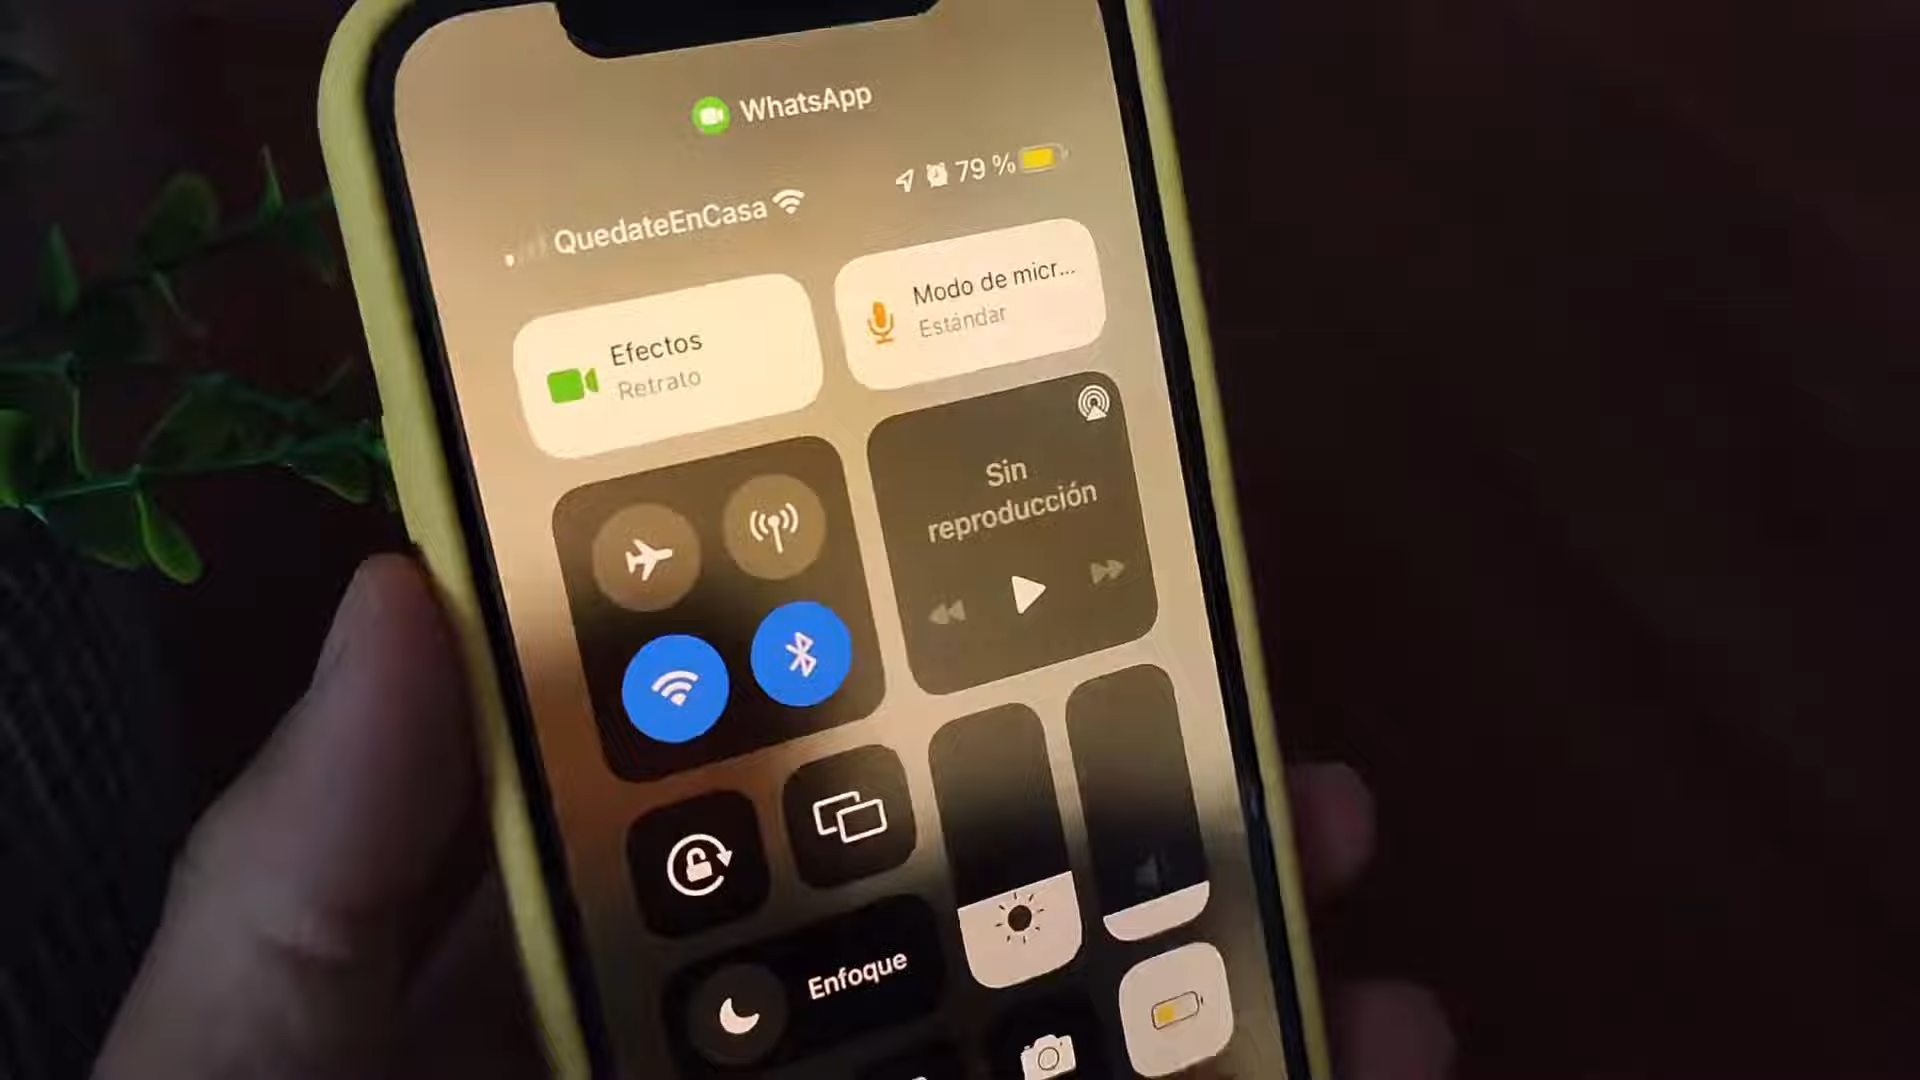 WhatsApp
QuedateEnCasa
79 %
Efectos
Retrato
Modo de micr...
Estándar
Sin
reproducción
Enfoque